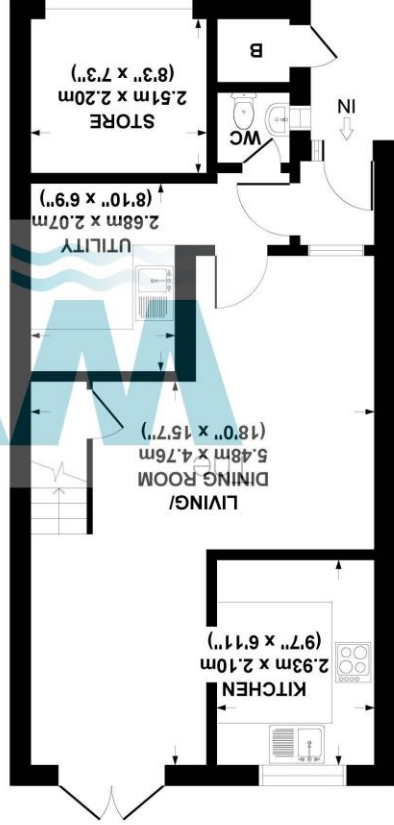 KITCHEN
2.93m x 2.10m
(9'7" x 6'11")
LIVING/
DINING ROOM
5.48m x 4.76m
(18'0" x 15'7")
UTILITY
2.68m x 2.07m
(8'10" x 6'9")
IN
WC
B
STORE
2.51m x 2.20m
(8'3" x 7'3")